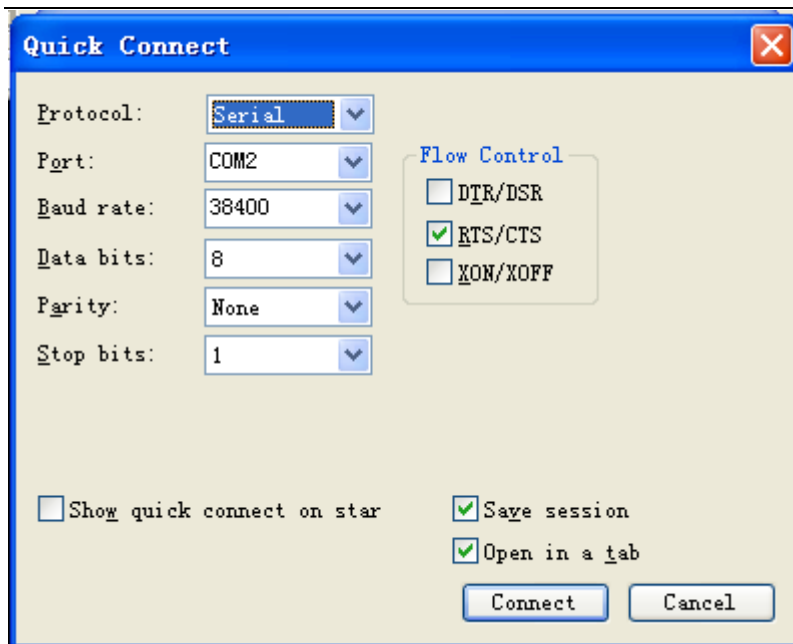 Quick Connect
Protocol: Serial
Port: COM2
Baud rate: 38400
Data bits: 8
Parity: None
Stop bits: 1
Flow Control
DTR/DSR
RTS/CTS
XON/XOFF
Show quick connect on star
Save session
Open in a tab
Connect Cancel